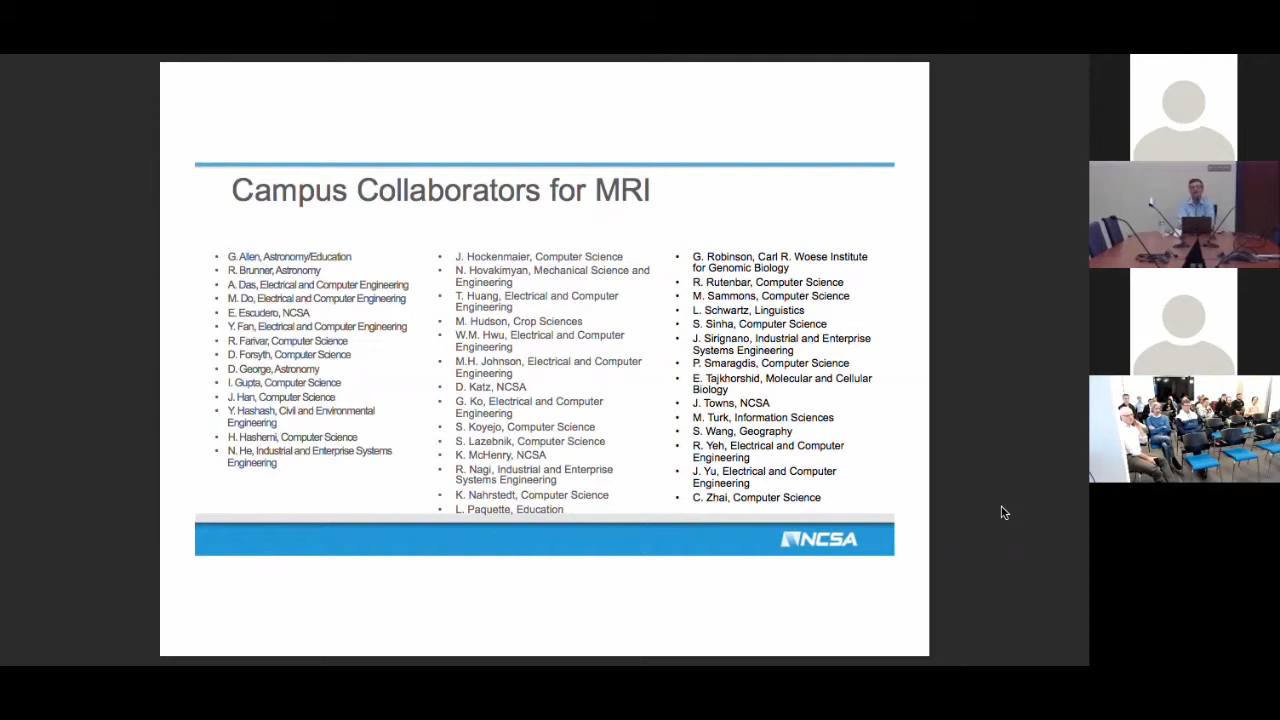 Campus Collaborators for MRI
• G. Allen, Astronomy/Education
• R. Brunner, Astronomy
• A. Das, Electrical and Computer Engineering
• M. Do, Electrical and Computer Engineering
• E. Escudero, NCSA
• Y. Fan, Electrical and Computer Engineering
• R. Farivar, Computer Science
• D. Forsyth, Computer Science
• D. George, Astronomy
• I. Gupta, Computer Science
• J. Han, Computer Science
• Y. Hashash, Civil and Environmental
Engineering
• H. Hashemi, Computer Science
• N. He, Industrial and Enterprise Systems
Engineering
• J. Hockenmaier, Computer Science
• N. Hovakimyan, Mechanical Science and
Engineering
• T. Huang, Electrical and Computer
Engineering
• M. Hudson, Crop Sciences
• W.M. Hwu, Electrical and Computer
Engineering
• M.H. Johnson, Electrical and Computer
Engineering
• D. Katz, NCSA
• G. Ko, Electrical and Computer
Engineering
• S. Koyejo, Computer Science
• S. Lazebnik, Computer Science
• K. McHenry, NCSA
• R. Nagi, Industrial and Enterprise
Systems Engineering
• K. Nahrstedt, Computer Science
• L. Paquette, Education
• G. Robinson, Carl R. Woese Institute
for Genomic Biology
• R. Rutenbar, Computer Science
• M. Sammons, Computer Science
• L. Schwartz, Linguistics
• S. Sinha, Computer Science
• J. Sirignano, Industrial and Enterprise
Systems Engineering
• P. Smaragdis, Computer Science
• E. Tajkhorshid, Molecular and Cellular
Biology
• J. Towns, NCSA
• M. Turk, Information Sciences
• S. Wang, Geography
• R. Yeh, Electrical and Computer
Engineering
• J. Yu, Electrical and Computer
Engineering
• C. Zhai, Computer Science
NCSA